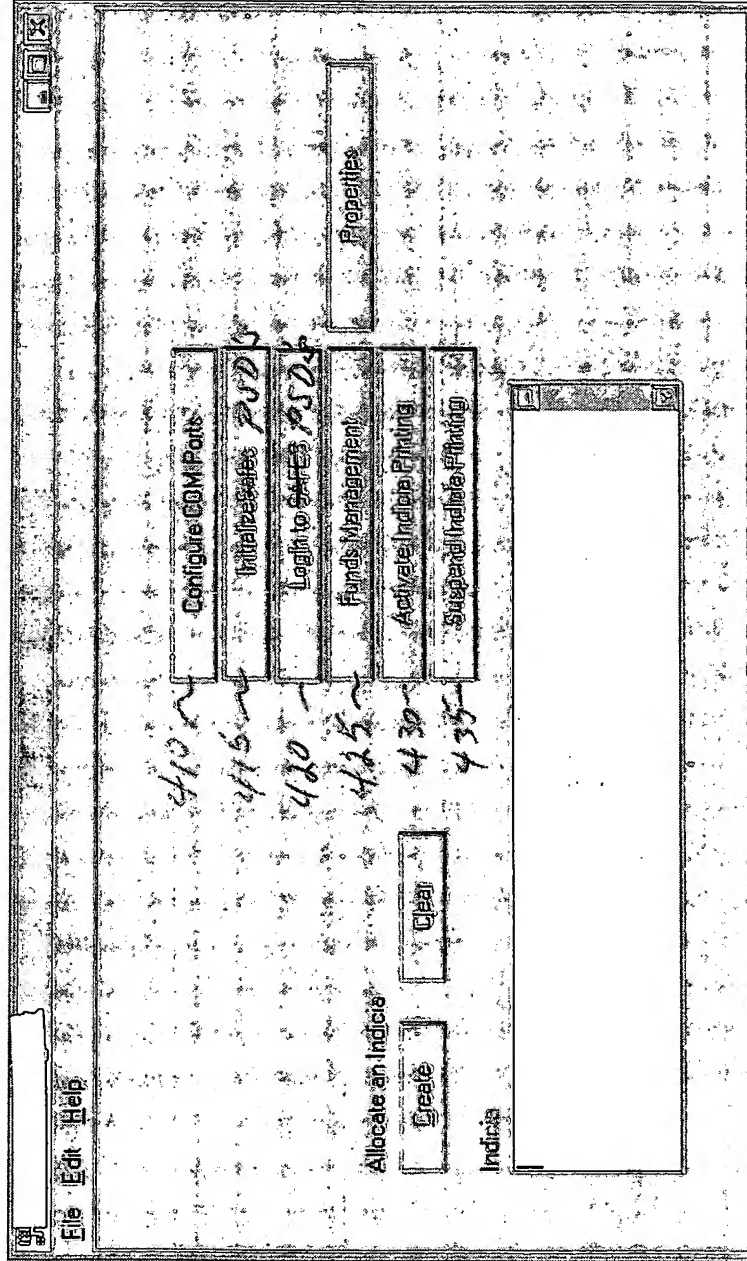 File Edit Help
410 Configure COM Ports
415 Initialize Safes PSD's
420 Login to SAFES PSD's
425 Funds Management
Properties
430 Activate Indicia Printing
435 Suspend Indicia Printing
Allocate an Indicia
Create
Clear
Indicia